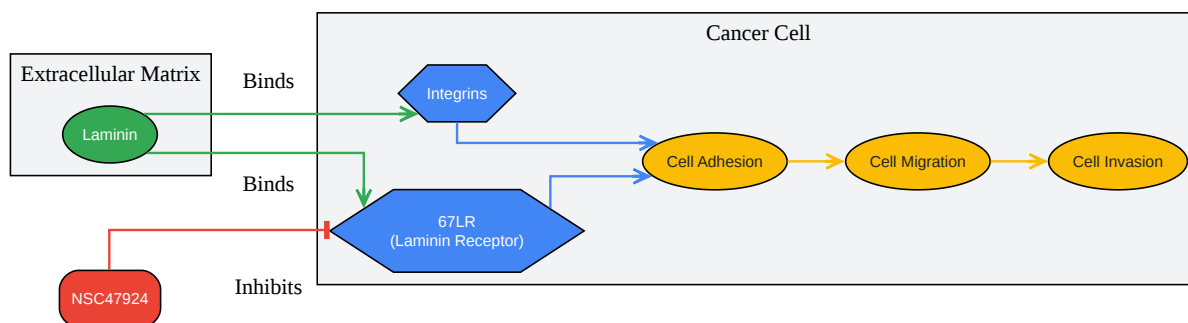 Cancer Cell
Extracellular Matrix
Binds
Integrins
Laminin
Cell Adhesion
Cell Migration
Cell Invasion
Binds
67LR
(Laminin Receptor)
Inhibits
NSC47924